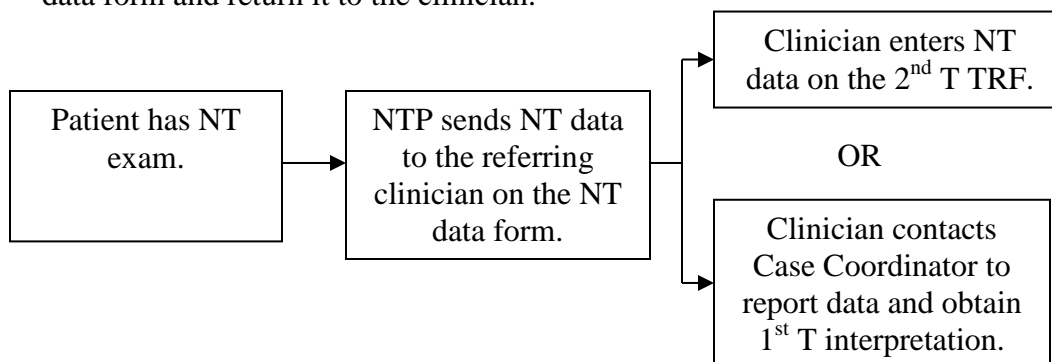 data form and return it to the clinician.
Patient has NT
exam.
NTP sends NT data
to the referring
clinician on the NT
data form.
Clinician enters NT
data on the 2nd T TRF.
OR
Clinician contacts
Case Coordinator to
report data and obtain
1st T interpretation.